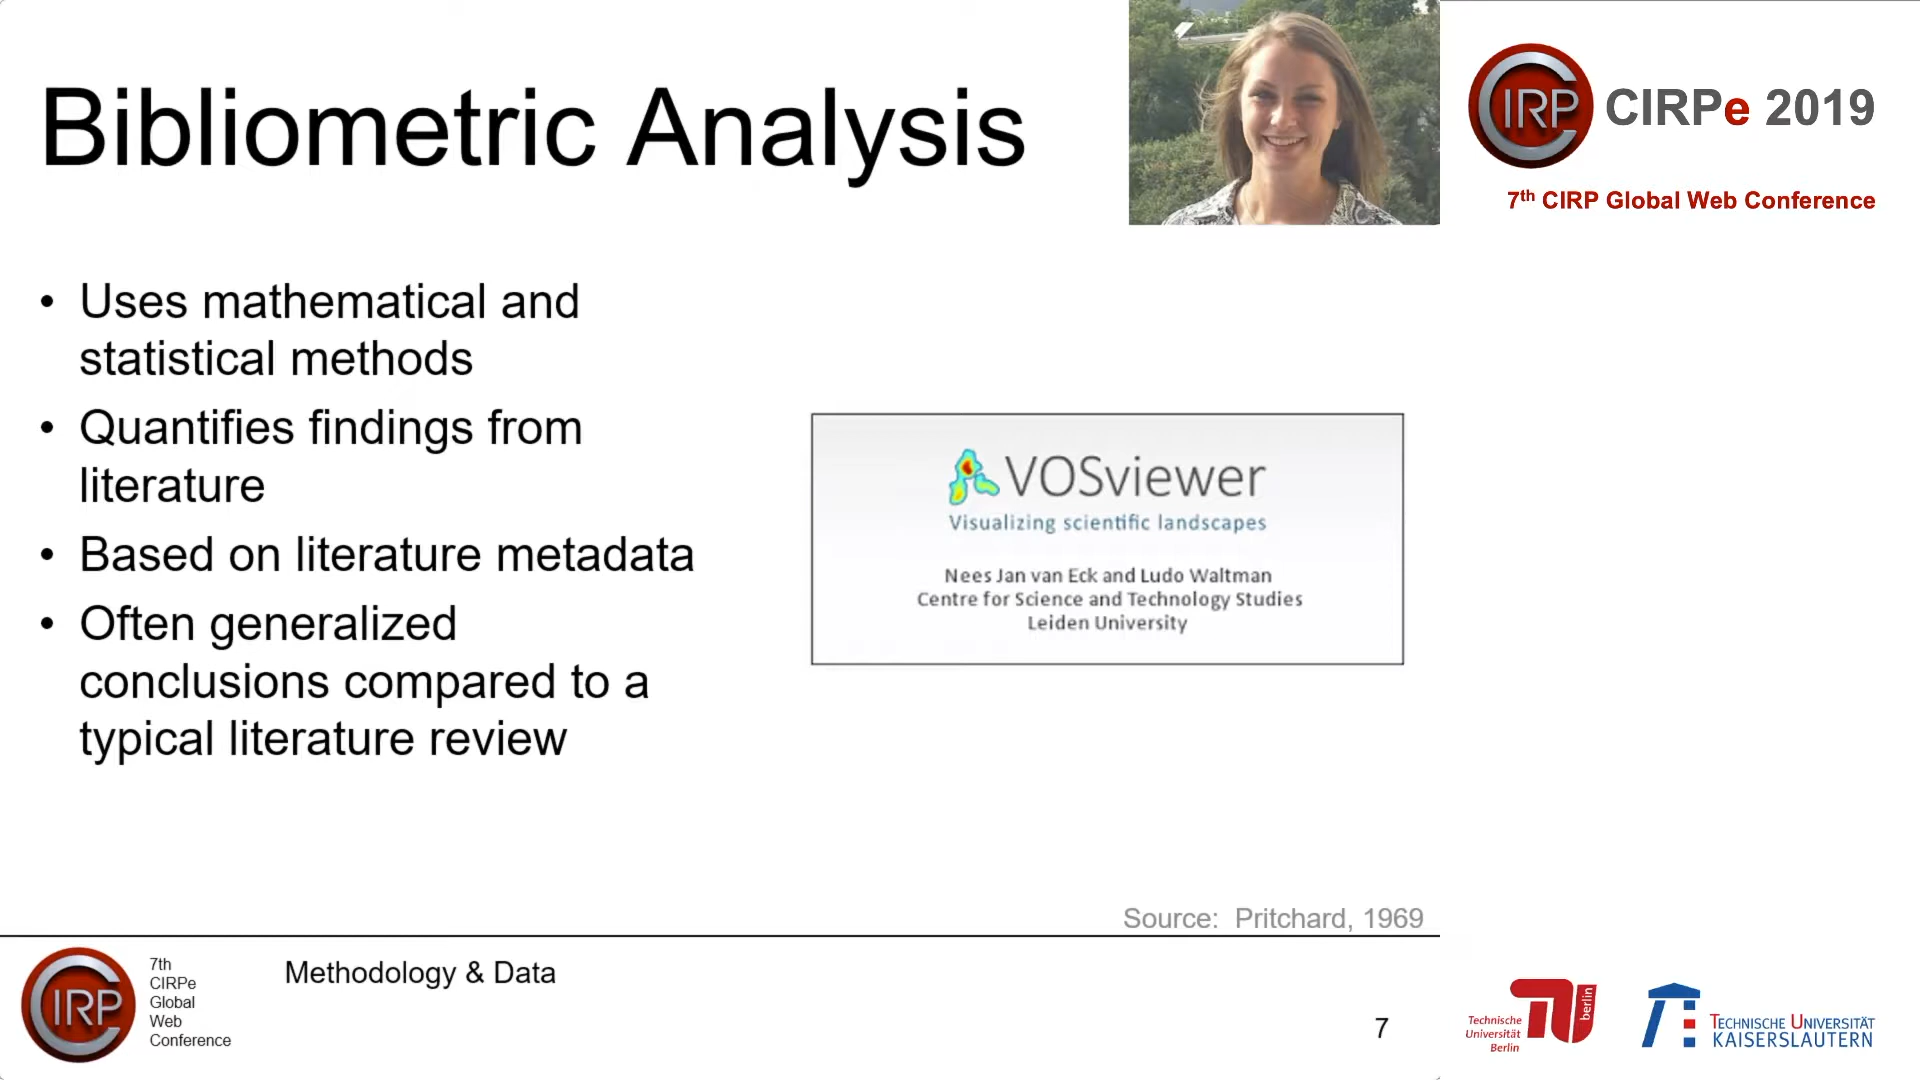 Bibliometric Analysis
IRP
CIRPe 2019
7th CIRP Global Web Conference
• Uses mathematical and
statistical methods
• Quantifies findings from
literature
• Based on literature metadata
• Often generalized
conclusions compared to a
typical literature review
VOSviewer
Visualizing scientific landscapes
Nees Jan van Eck and Ludo Waltman
Centre for Science and Technology Studies
Leiden University
Source: Pritchard, 1969
CIRP
7th
CIRPe
Global
Web
Conference
Methodology & Data
7
Technische
Universität
Berlin
berlin
TECHNISCHE UNIVERSITÄT
KAISERSLAUTERN